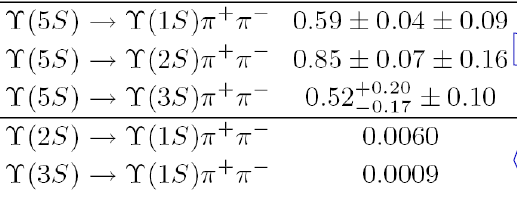 Υ(5S) → Υ(1S)π⁺π⁻ 0.59 ± 0.04 ± 0.09
Υ(5S) → Υ(2S)π⁺π⁻ 0.85 ± 0.07 ± 0.16
Υ(5S) → Υ(3S)π⁺π⁻ 0.52⁺⁰·²⁰₋₀.₁₇ ± 0.10
Υ(2S) → Υ(1S)π⁺π⁻ 0.0060
Υ(3S) → Υ(1S)π⁺π⁻ 0.0009